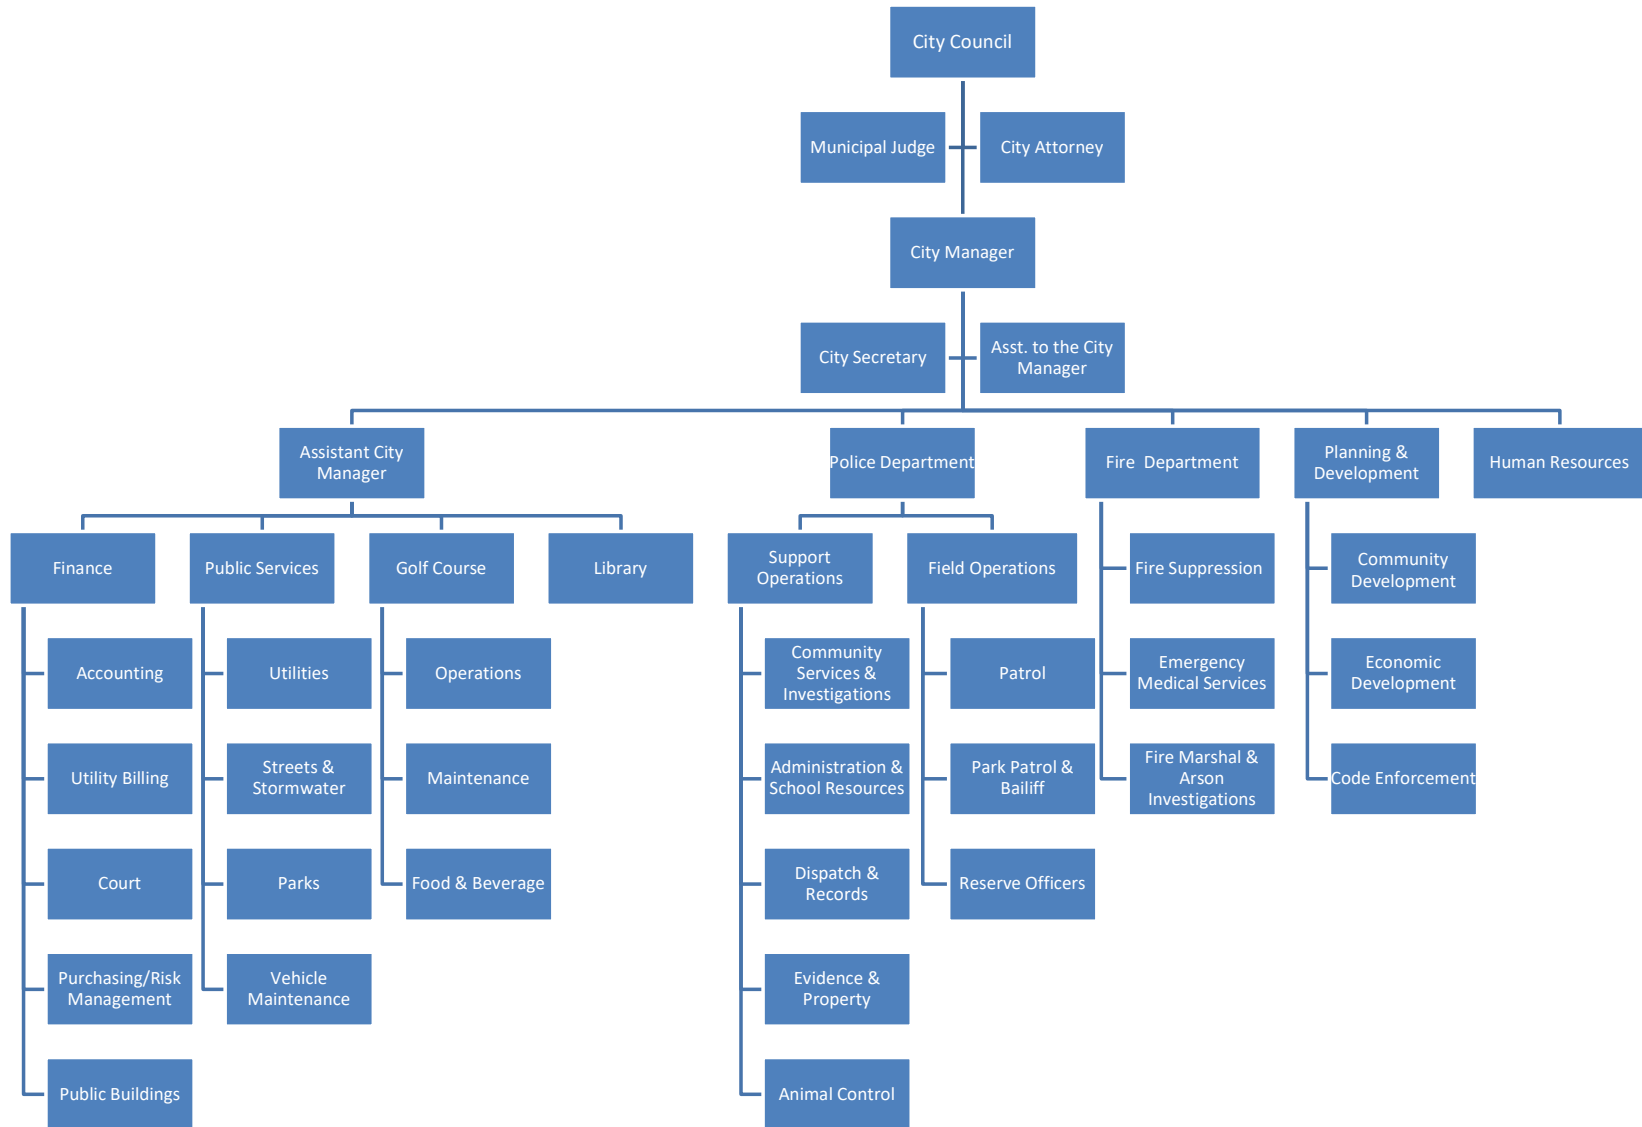 City Council
Municipal Judge
City Attorney
City Manager
City Secretary
Asst. to the City
Manager
Assistant City
Manager
Police Department
Fire  Department
Planning &
Development
Human Resources
Finance
Public Services
Golf Course
Library
Support
Operations
Field Operations
Fire Suppression
Community
Development
Accounting
Utilities
Operations
Community
Services &
Investigations
Patrol
Emergency
Medical Services
Economic
Development
Utility Billing
Streets &
Stormwater
Maintenance
Administration &
School Resources
Park Patrol &
Bailiff
Fire Marshal &
Arson
Investigations
Code Enforcement
Court
Parks
Food & Beverage
Dispatch &
Records
Reserve Officers
Purchasing/Risk
Management
Vehicle
Maintenance
Evidence &
Property
Public Buildings
Animal Control